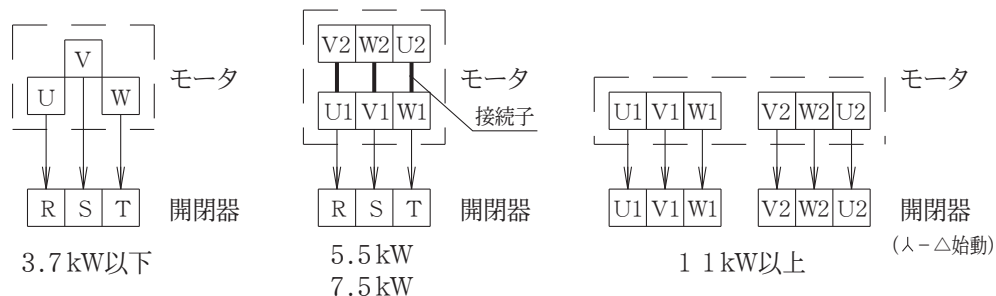 V
U W
モータ
R S T
開閉器
3.7kW以下
V2 W2 U2
モータ
U1 V1 W1
接続子
R S T
開閉器
5.5kW
7.5kW
モータ
U1 V1 W1 V2 W2 U2
U1 V1 W1 V2 W2 U2
開閉器
(人－△始動)
11kW以上